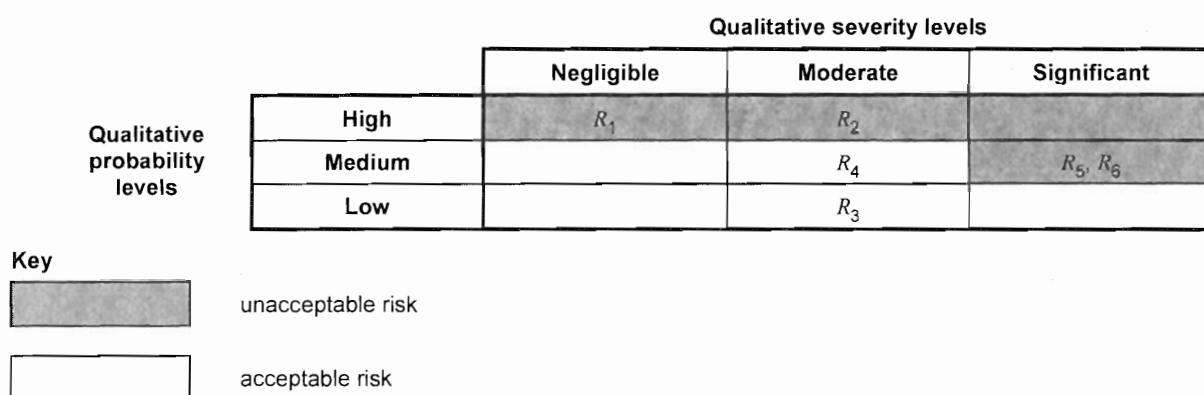 Qualitative severity levels
Negligible Moderate Significant
Qualitative probability levels
High R1 R2
Medium R4 R5, R6
Low R3
Key
unacceptable risk
acceptable risk